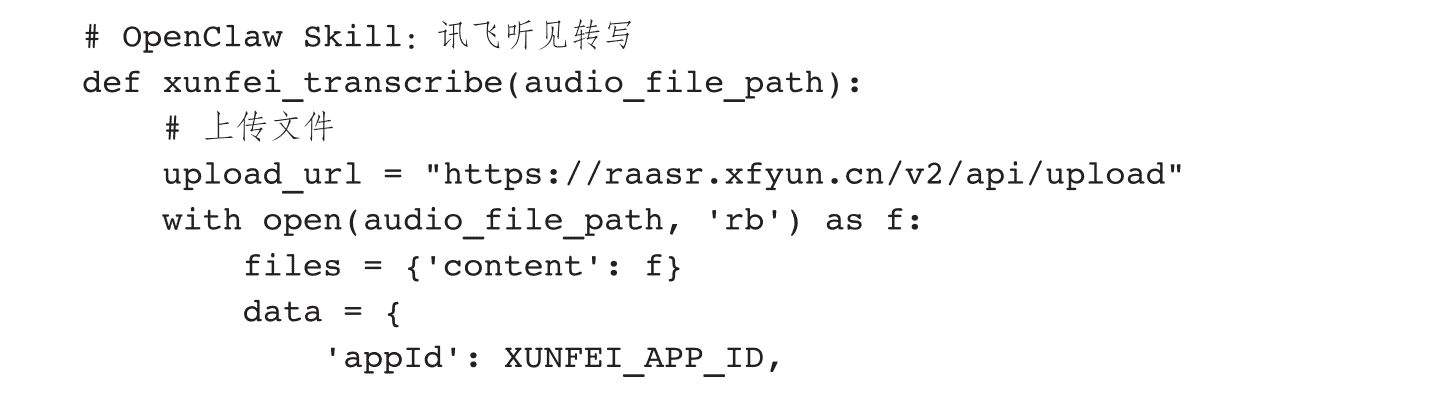 # OpenClaw Skill：讯飞听见转写
def xunfei_transcribe(audio_file_path):
    # 上传文件
    upload_url = "https://raasr.xfyun.cn/v2/api/upload"
    with open(audio_file_path, 'rb') as f:
        files = {'content': f}
        data = {
            'appId': XUNFEI_APP_ID,